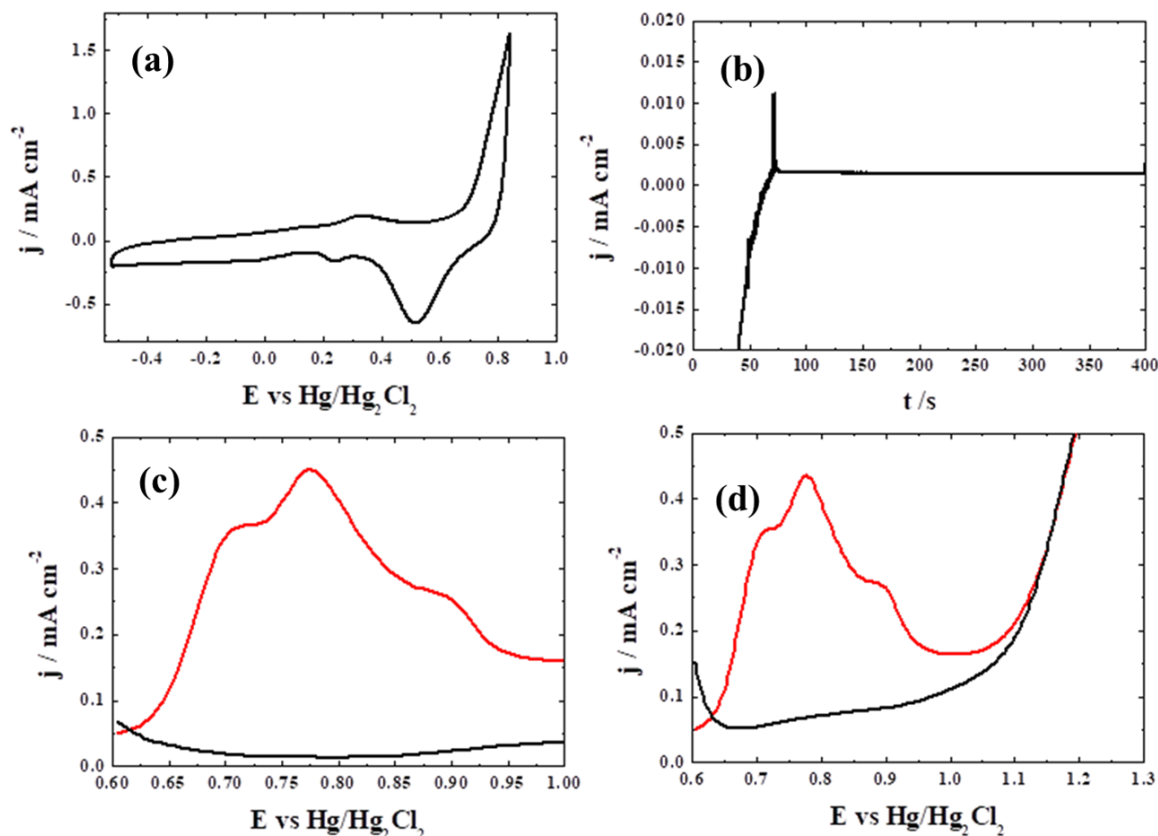 (a)
j / mA cm⁻²
1.5
1.0
0.5
0.0
-0.5
-0.4 -0.2 0.0 0.2 0.4 0.6 0.8 1.0
E vs Hg/Hg₂Cl₂
(b)
j / mA cm⁻²
0.020
0.015
0.010
0.005
0.000
-0.005
-0.010
-0.015
-0.020
0 50 100 150 200 250 300 350 400
t /s
(c)
j / mA cm⁻²
0.5
0.4
0.3
0.2
0.1
0.0
0.60 0.65 0.70 0.75 0.80 0.85 0.90 0.95 1.00
E vs Hg/Hg₂Cl₂
(d)
j / mA cm⁻²
0.5
0.4
0.3
0.2
0.1
0.0
0.6 0.7 0.8 0.9 1.0 1.1 1.2 1.3
E vs Hg/Hg₂Cl₂